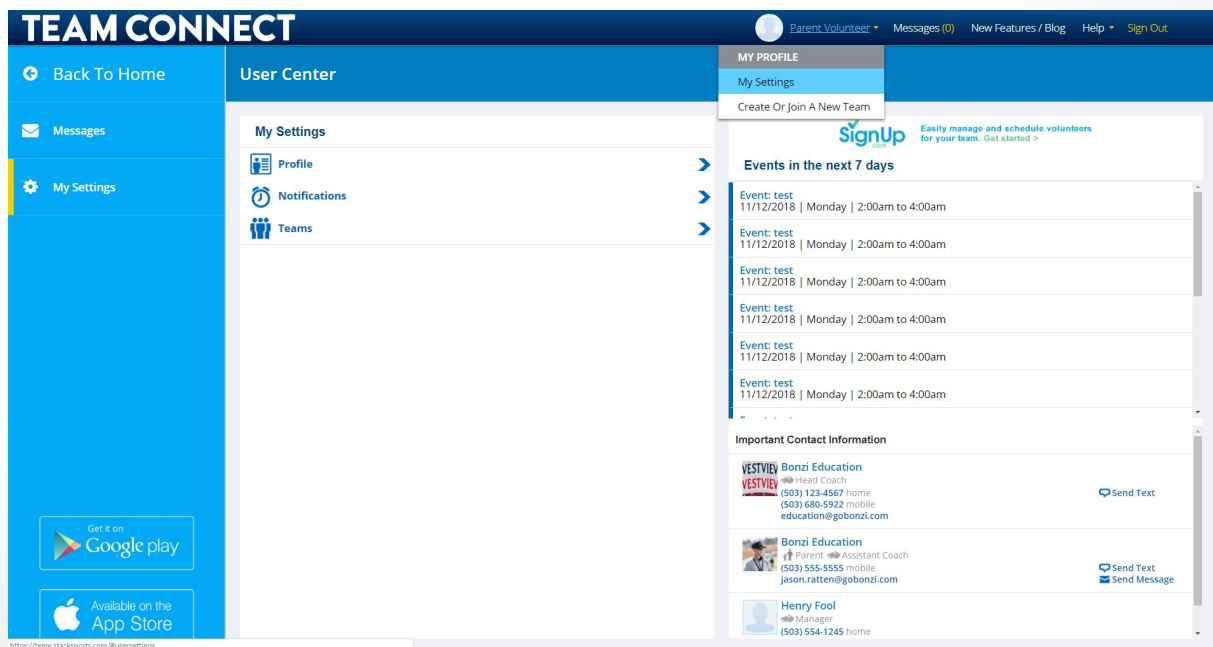 TEAM CONNECT
Parent Volunteer Messages (0) New Features / Blog Help Sign Out
MY PROFILE
My Settings
Create Or Join A New Team
Back To Home
User Center
Messages
My Settings
Get it on
Google play
Available on the
App Store
My Settings
Profile
Notifications
Teams
SignUp
.com
Easily manage and schedule volunteers
for your team. Get started >
Events in the next 7 days
Event: test
11/12/2018 | Monday | 2:00am to 4:00am
Event: test
11/12/2018 | Monday | 2:00am to 4:00am
Event: test
11/12/2018 | Monday | 2:00am to 4:00am
Event: test
11/12/2018 | Monday | 2:00am to 4:00am
Event: test
11/12/2018 | Monday | 2:00am to 4:00am
Event: test
11/12/2018 | Monday | 2:00am to 4:00am
Important Contact Information
VESTVIEV
VESTVIEV
Bonzi Education
Head Coach
(503) 123-4567 home
(503) 680-5922 mobile
education@gobonzi.com
Send Text
Bonzi Education
Parent Assistant Coach
(503) 555-5555 mobile
jason.ratten@gobonzi.com
Send Text
Send Message
Henry Fool
Manager
(503) 554-1245 home
https://team.stacksports.com/#usersettings